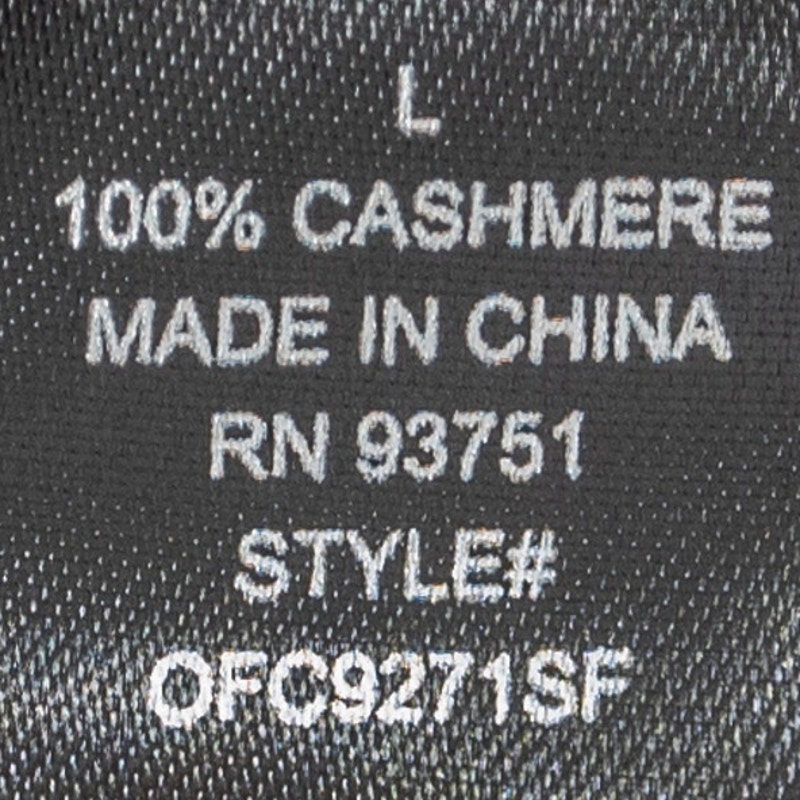 L
100% CASHMERE
MADE IN CHINA
RN 93751
STYLE#
OFC9271SF